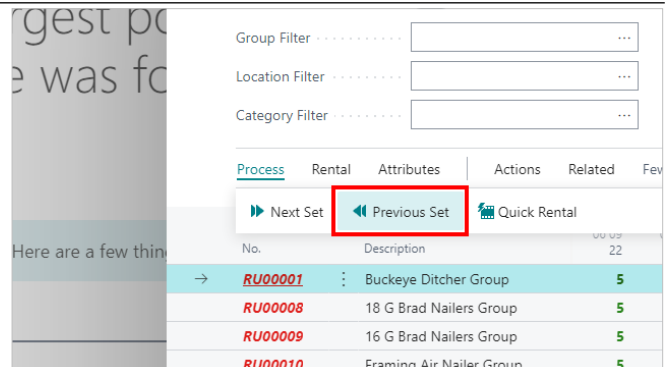 rgest po
e was fo
Here are a few thin
Group Filter
Location Filter
Category Filter
Process Rental Attributes Actions Related Few
Next Set Previous Set Quick Rental
No. Description 22
RU00001 Buckeye Ditcher Group 5
RU00008 18 G Brad Nailers Group 5
RU00009 16 G Brad Nailers Group 5
RU00010 Framing Air Nailer Group 5